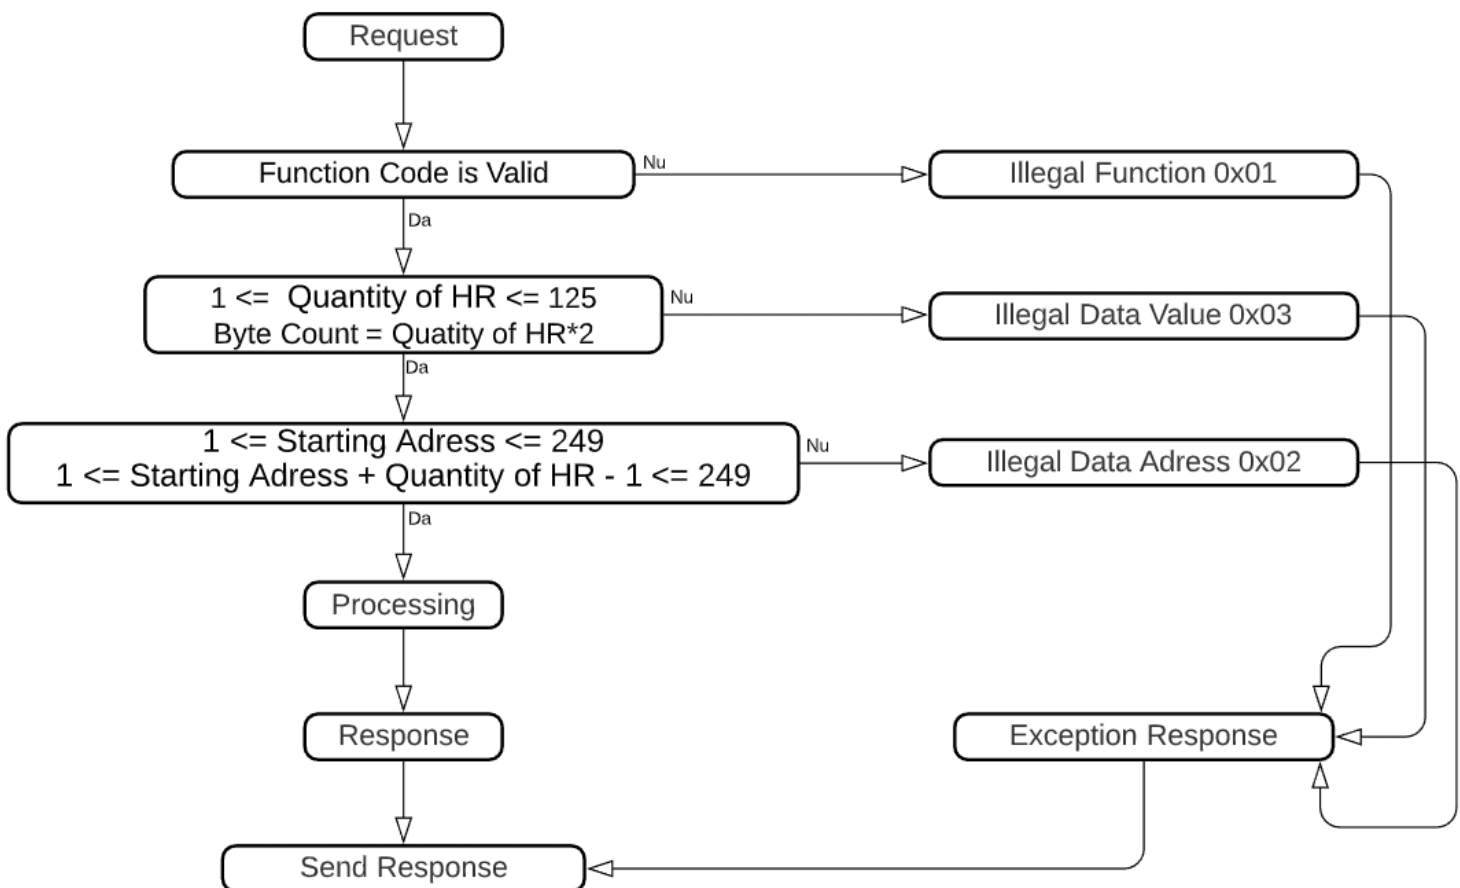 Request
Function Code is Valid
Nu
Illegal Function 0x01
Da
1 <= Quantity of HR <= 125
Byte Count = Quatity of HR*2
Nu
Illegal Data Value 0x03
Da
1 <= Starting Adress <= 249
1 <= Starting Adress + Quantity of HR - 1 <= 249
Nu
Illegal Data Adress 0x02
Da
Processing
Response
Exception Response
Send Response